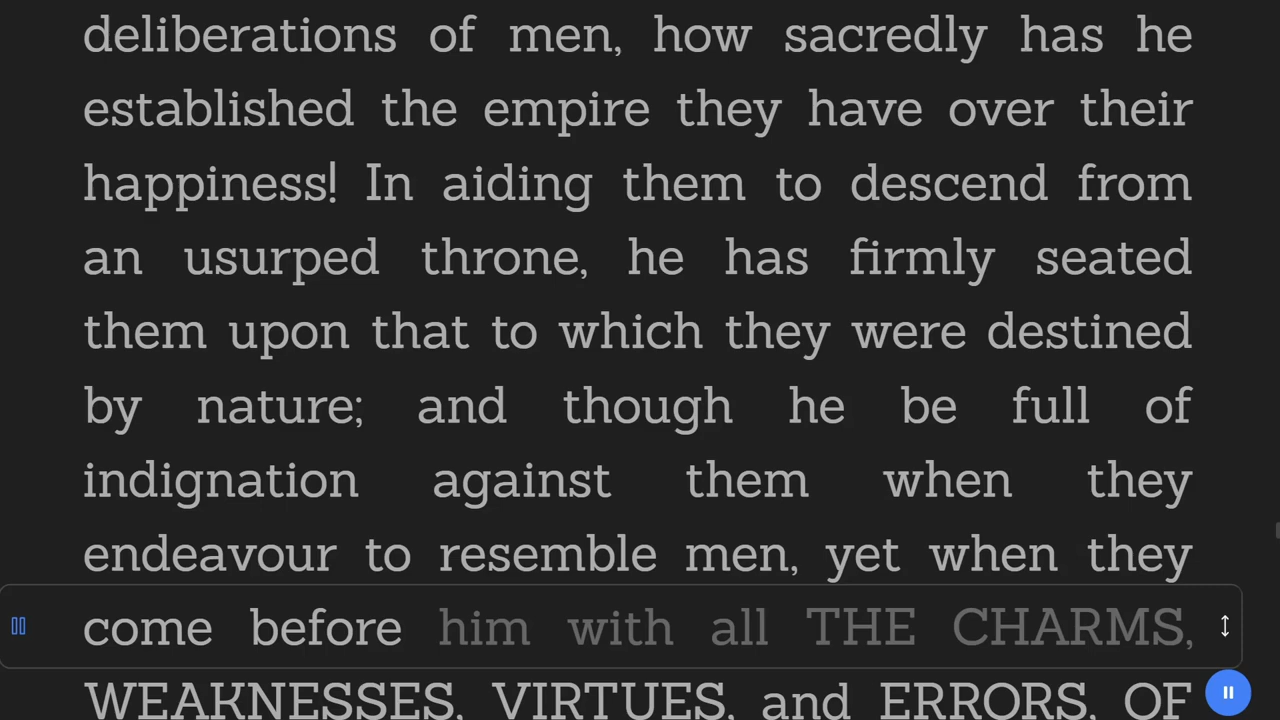 deliberations of men, how sacredly has he
established the empire they have over their
happiness! In aiding them to descend from
an usurped throne, he has firmly seated
them upon that to which they were destined
by nature; and though he be full of
indignation against them when they
endeavour to resemble men, yet when they
come before him with all THE CHARMS,
WEAKNESSES, VIRTUES, and ERRORS, OF